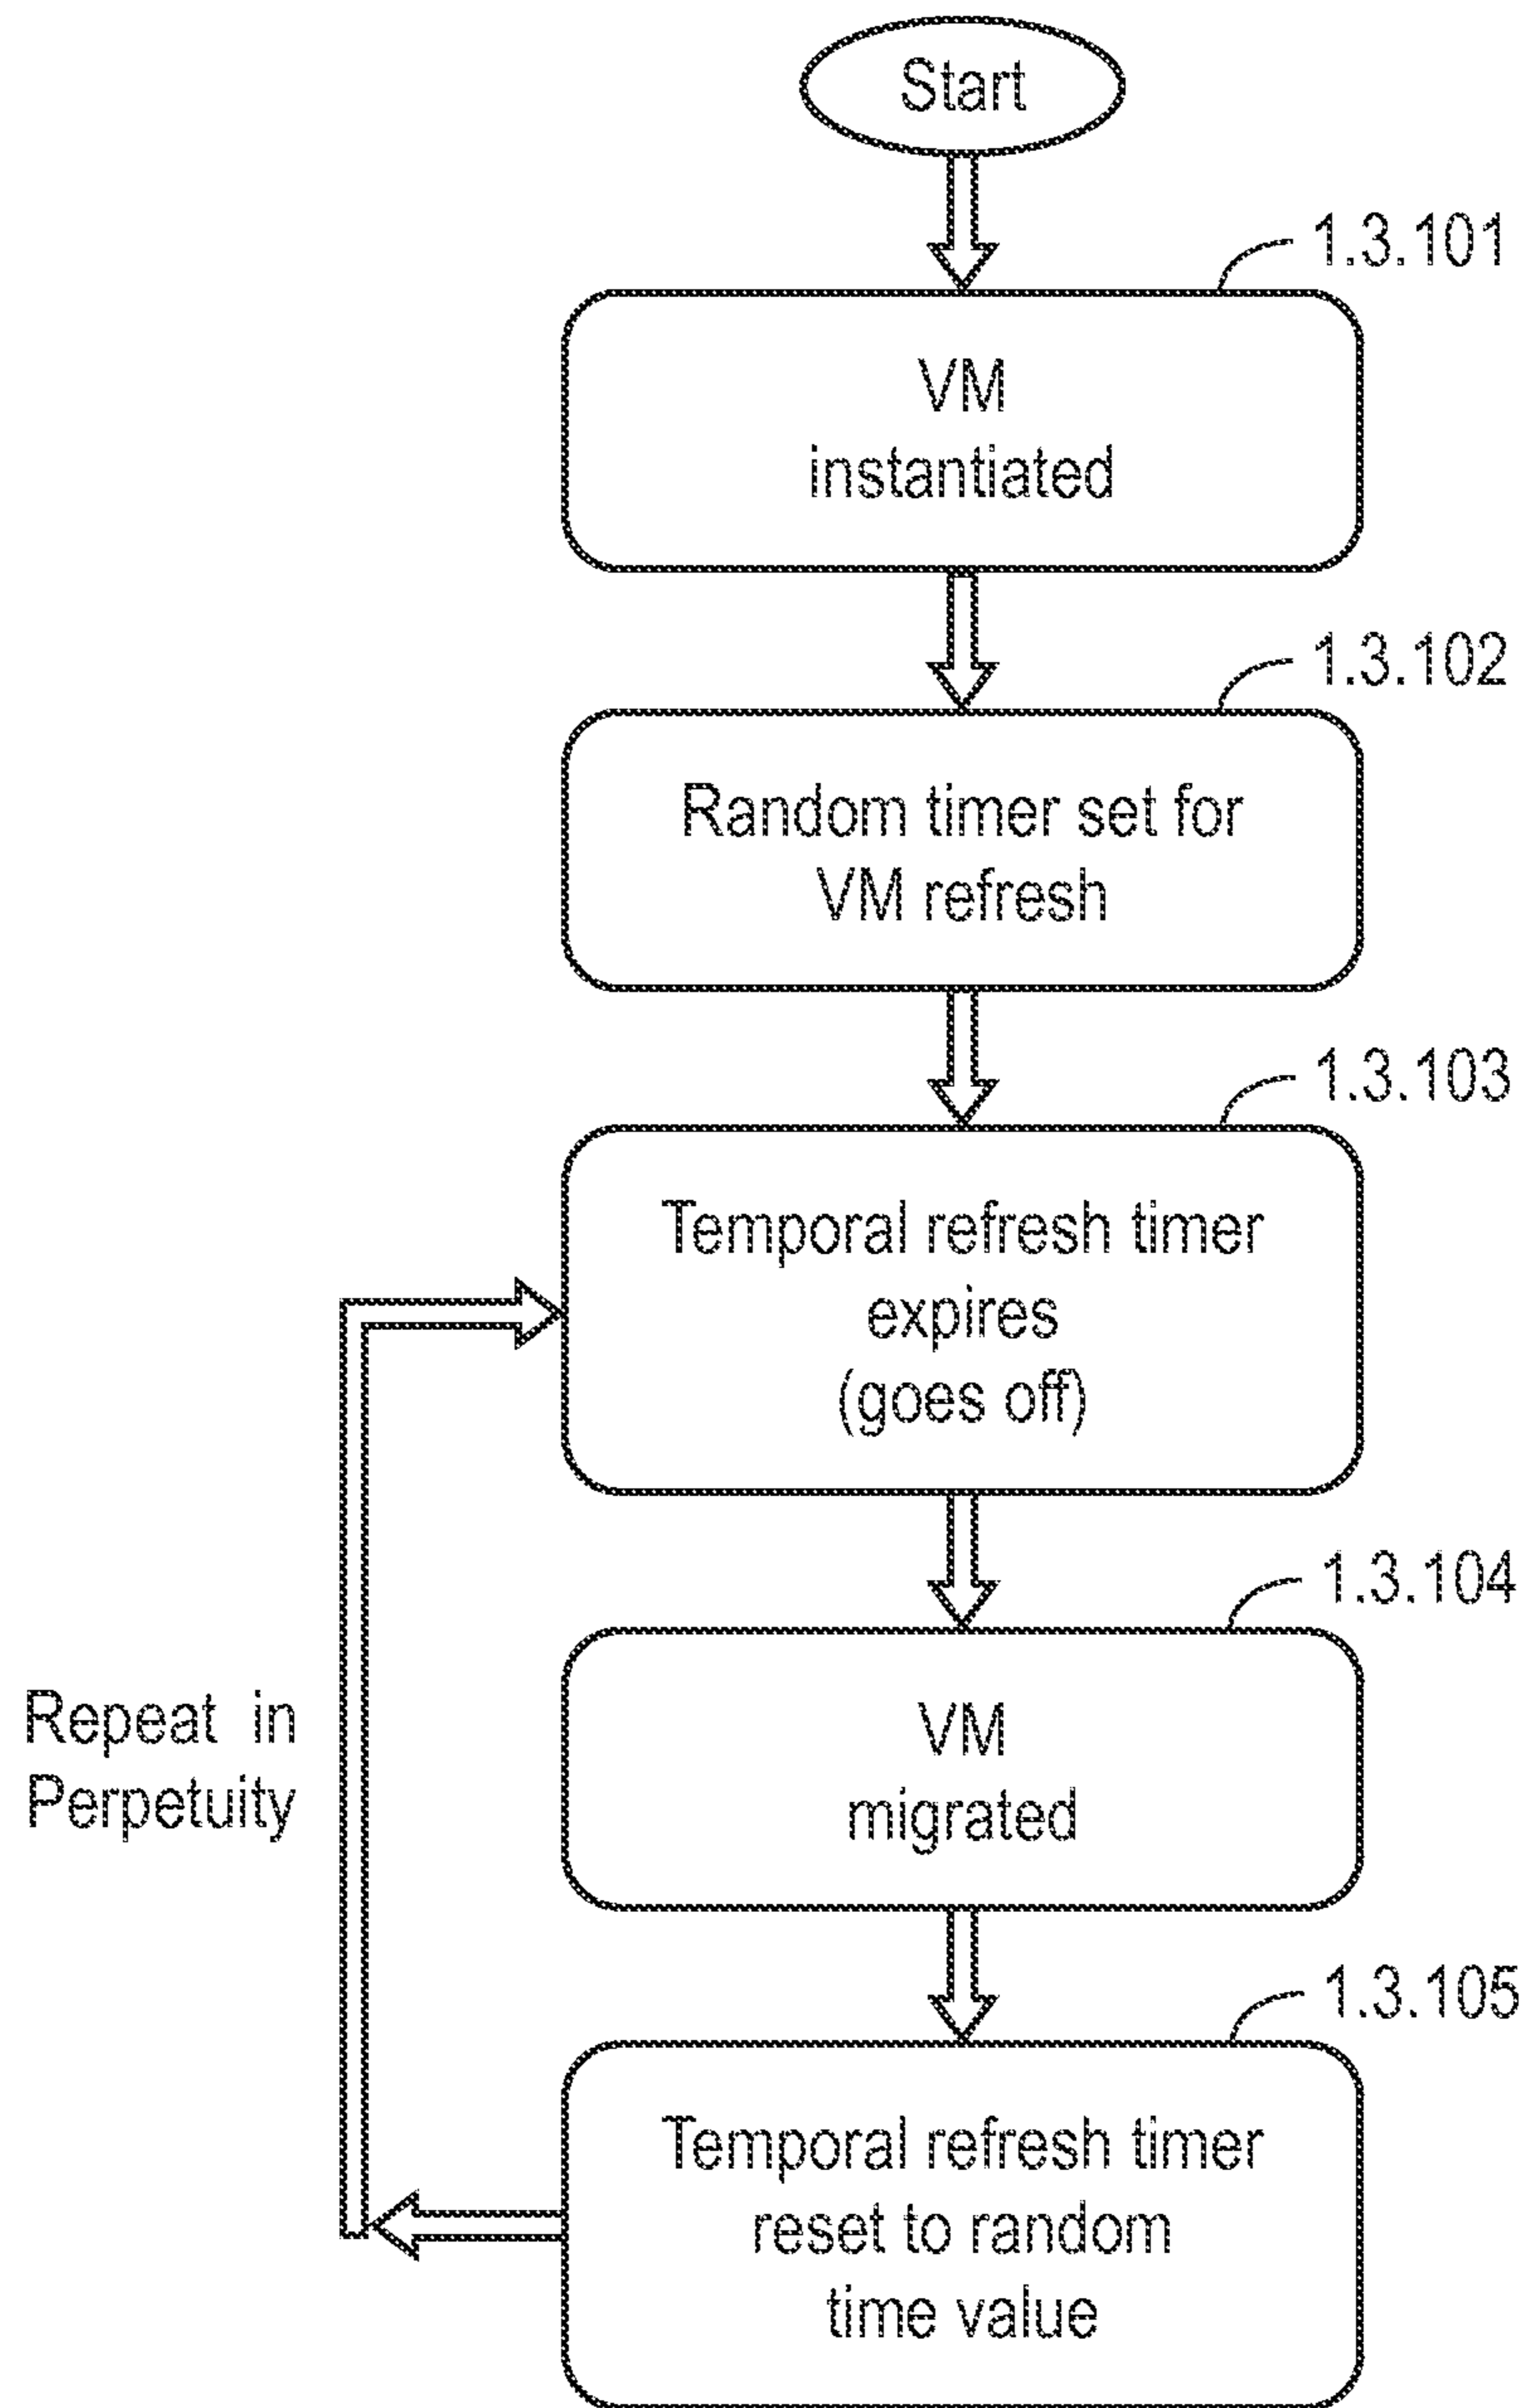 Start
1.3.101
VM
instantiated
1.3.102
Random timer set for
VM refresh
1.3.103
Temporal refresh timer
expires
(goes off)
1.3.104
VM
migrated
Repeat in
Perpetuity
1.3.105
Temporal refresh timer
reset to random
time value